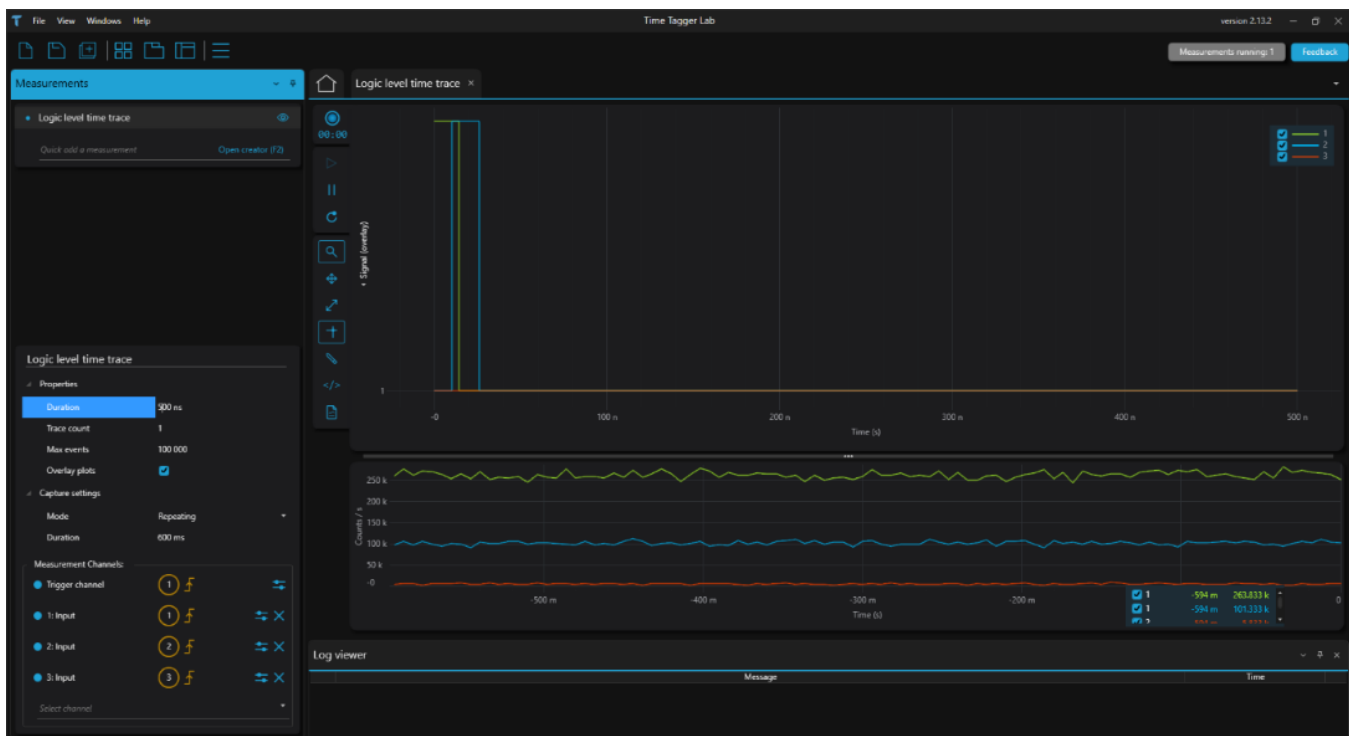 File View Windows Help
Time Tagger Lab
version 2.13.2
Measurements running: 1
Feedback
Measurements
Logic level time trace
Quick add a measurement
Open creator (F2)
Logic level time trace
Properties
Duration 500 ns
Trace count 1
Max events 100 000
Overlay plots
Capture settings
Mode Repeating
Duration 600 ms
Measurement Channels:
Trigger channel 1
1: Input 1
2: Input 2
3: Input 3
Select channel
Logic level time trace
00:00
Signal (overlay)
1
1
2
3
-0 100 n 200 n 300 n 400 n 500 n
Time (s)
Counts / s
250 k
200 k
150 k
100 k
50 k
-0
-500 m -400 m -300 m -200 m 0
Time (s)
1 -594 m 263.833 k
1 -594 m 101.333 k
Log viewer
Message Time